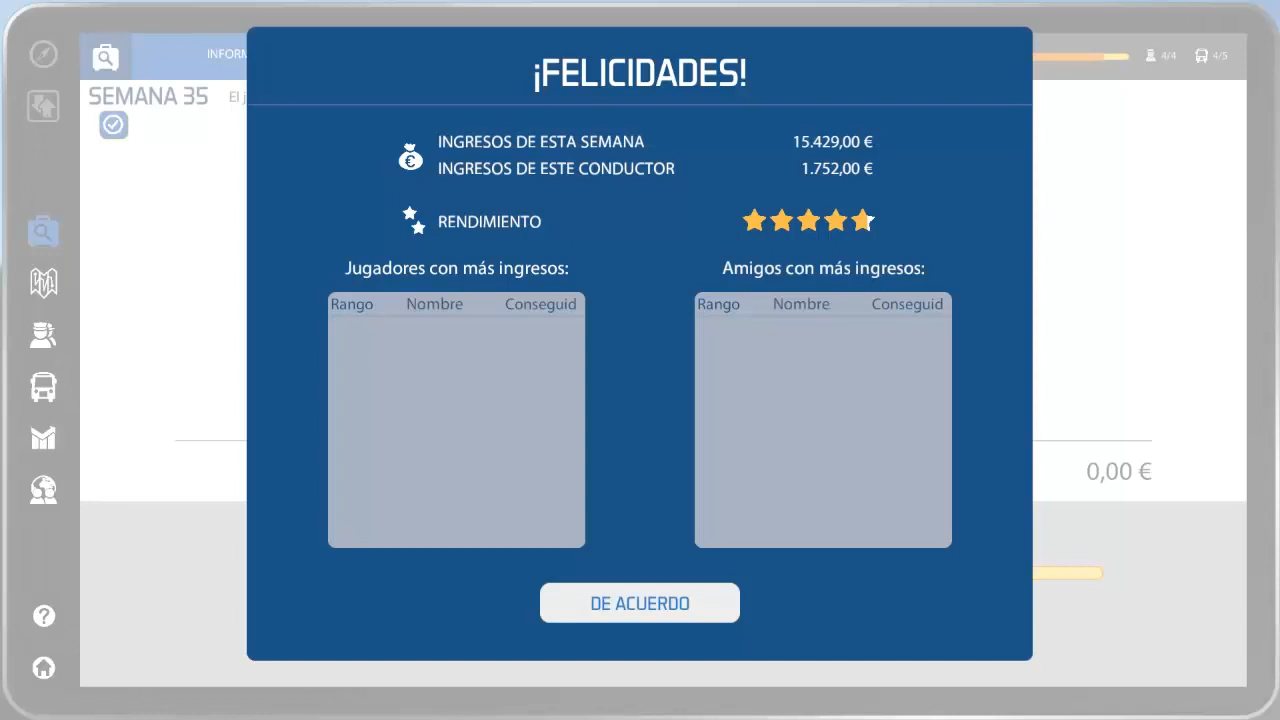 ¡FELICIDADES!
INFORM
4/4
4/5
SEMANA 35
El j
INGRESOS DE ESTA SEMANA 15.429,00 €
INGRESOS DE ESTE CONDUCTOR 1.752,00 €
RENDIMIENTO
Jugadores con más ingresos:
Amigos con más ingresos:
Rango Nombre Conseguid
Rango Nombre Conseguid
0,00 €
DE ACUERDO